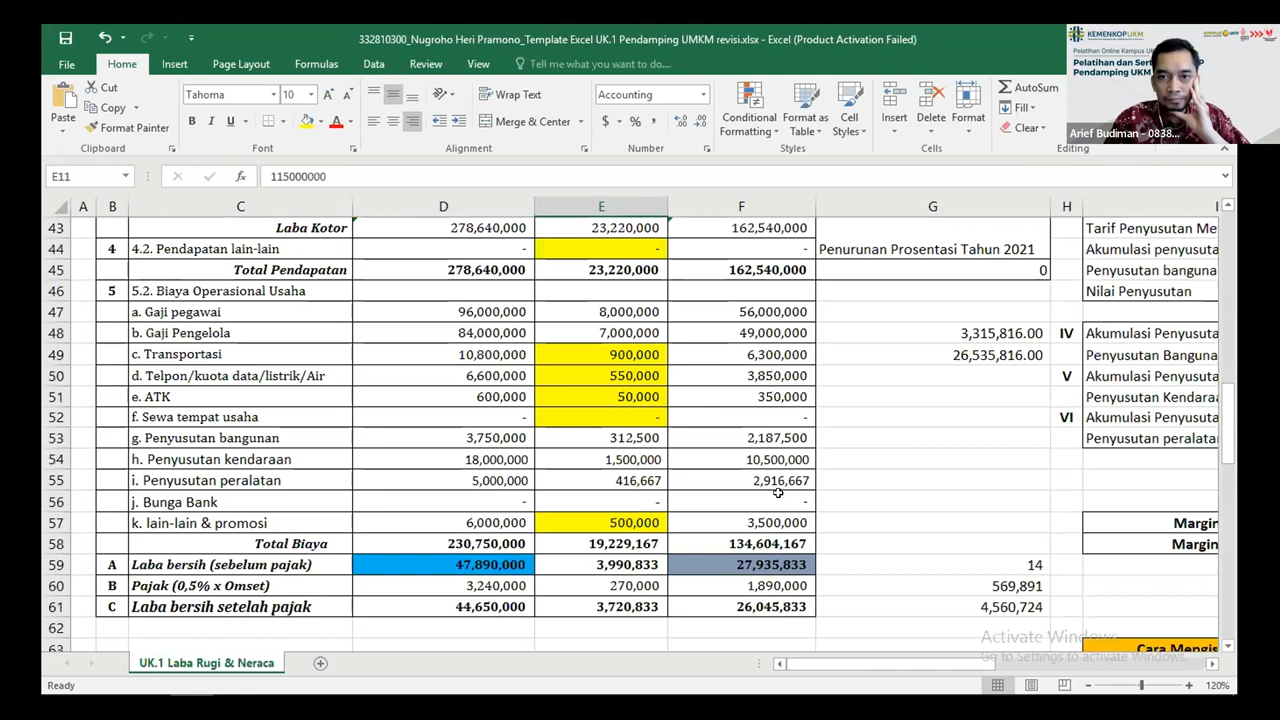 332810300_Nugroho Heri Pramono_Template Excel UK.1 Pendamping UMKM revisi.xlsx - Excel (Product Activation Failed)
KEMENKOPUKM
Pelatihan Online Kampus UK
Pelatihan dan Ser
Pendamping UKM
Arief Budiman - 0838...
File Home Insert Page Layout Formulas Data Review View Tell me what you want to do...
Paste Cut Copy Format Painter
Tahoma 10 B I U
Wrap Text Merge & Center
Accounting $ % ,
Conditional Formatting Format as Table Cell Styles
Insert Delete Format
AutoSum Fill Clear
Clipboard Font Alignment Number Styles Cells Editing
E11 fx 115000000
A B C D E F G H I
43 Laba Kotor 278,640,000 23,220,000 162,540,000 Tarif Penyusutan Me
44 4 4.2. Pendapatan lain-lain - - - Penurunan Prosentasi Tahun 2021 Akumulasi penyusuta
45 Total Pendapatan 278,640,000 23,220,000 162,540,000 0 Penyusutan banguna
46 5 5.2. Biaya Operasional Usaha Nilai Penyusutan
47 a. Gaji pegawai 96,000,000 8,000,000 56,000,000
48 b. Gaji Pengelola 84,000,000 7,000,000 49,000,000 3,315,816.00 IV Akumulasi Penyusuta
49 c. Transportasi 10,800,000 900,000 6,300,000 26,535,816.00 Penyusutan Banguna
50 d. Telpon/kuota data/listrik/Air 6,600,000 550,000 3,850,000 V Akumulasi Penyusuta
51 e. ATK 600,000 50,000 350,000 Penyusutan Kendaraa
52 f. Sewa tempat usaha - - - VI Akumulasi Penyusuta
53 g. Penyusutan bangunan 3,750,000 312,500 2,187,500 Penyusutan peralatan
54 h. Penyusutan kendaraan 18,000,000 1,500,000 10,500,000
55 i. Penyusutan peralatan 5,000,000 416,667 2,916,667
56 j. Bunga Bank - - -
57 k. lain-lain & promosi 6,000,000 500,000 3,500,000 Margin
58 Total Biaya 230,750,000 19,229,167 134,604,167 Margin
59 A Laba bersih (sebelum pajak) 47,890,000 3,990,833 27,935,833 14
60 B Pajak (0,5% x Omset) 3,240,000 270,000 1,890,000 569,891
61 C Laba bersih setelah pajak 44,650,000 3,720,833 26,045,833 4,560,724
62
63 Cara Mengis
Activate Windows
Go to Settings to activate Windows.
UK.1 Laba Rugi & Neraca
Ready 120%